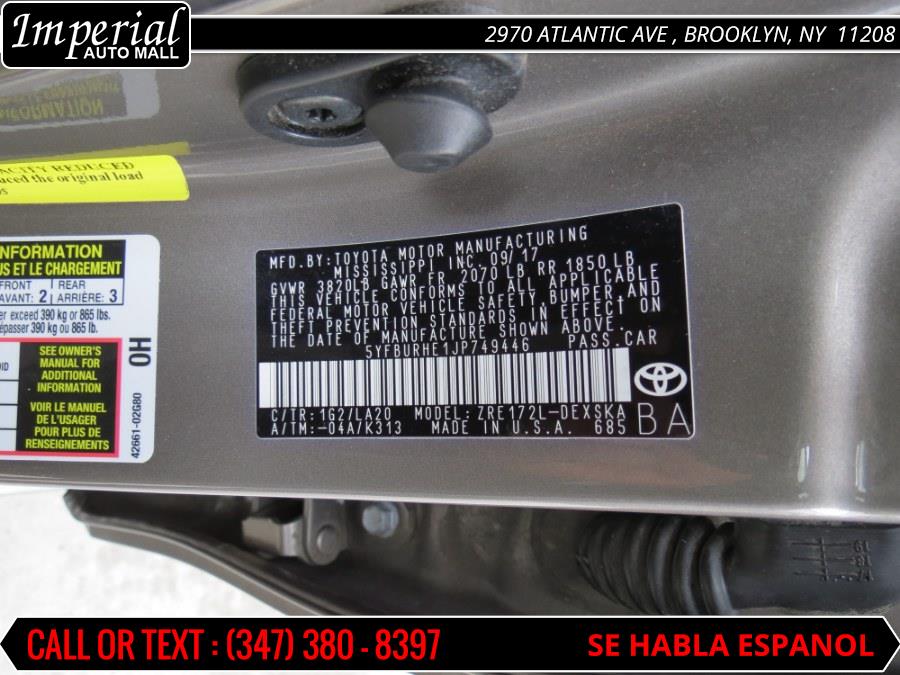 Imperial
AUTO MALL
2970 ATLANTIC AVE , BROOKLYN, NY 11208
INFORMATION
CAPACITY REDUCED
the original load
INFORMATION
US ET LE CHARGEMENT
FRONT
REAR
AVANT: 2
ARRIÈRE: 3
exceed 390 kg or 865 lbs.
390 kg ou 865 lb.
SEE OWNER'S
MANUAL FOR
ADDITIONAL
INFORMATION
VOIR LE MANUEL
DE L'USAGER
POUR PLUS DE
RENSEIGNEMENTS
0H
42661-02G80
MFD.BY:TOYOTA MOTOR MANUFACTURING
MISSISSIPPI INC. 09/17
GVWR 3820LB GAWR FR 2070 LB RR 1850 LB
THIS VEHICLE CONFORMS TO ALL APPLICABLE
FEDERAL MOTOR VEHICLE SAFETY,BUMPER,AND
THEFT PREVENTION STANDARDS IN EFFECT ON
THE DATE OF MANUFACTURE SHOWN ABOVE.
5YFBURHE1JP749446 PASS.CAR
C/TR:1G2/LA20 MODEL:ZRE172L-DEXSKA
A/TM:-04A/K313 MADE IN U.S.A. 685
BA
CALL OR TEXT : (347) 380 - 8397
SE HABLA ESPANOL